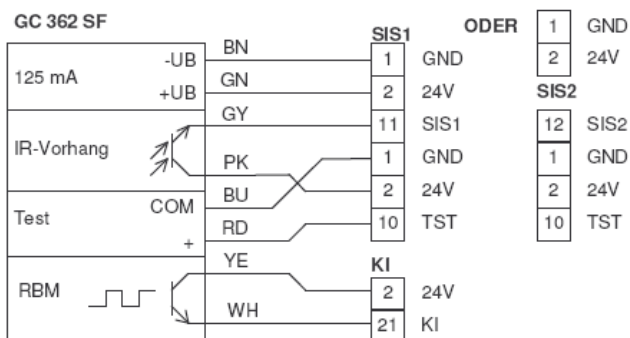 GC 362 SF
SIS1
ODER
1 GND
2 24V
125 mA
-UB
BN
1 GND
+UB
GN
2 24V
SIS2
IR-Vorhang
GY
11 SIS1
12 SIS2
PK
1 GND
1 GND
BU
2 24V
2 24V
Test
COM
+
RD
10 TST
10 TST
YE
KI
RBM
2 24V
WH
21 KI